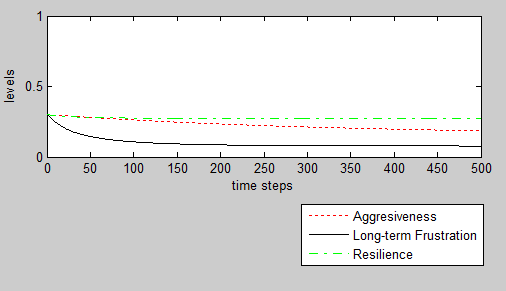 1
0.5
0
levels
0 50 100 150 200 250 300 350 400 450 500
time steps
Aggresiveness
Long-term Frustration
Resilience